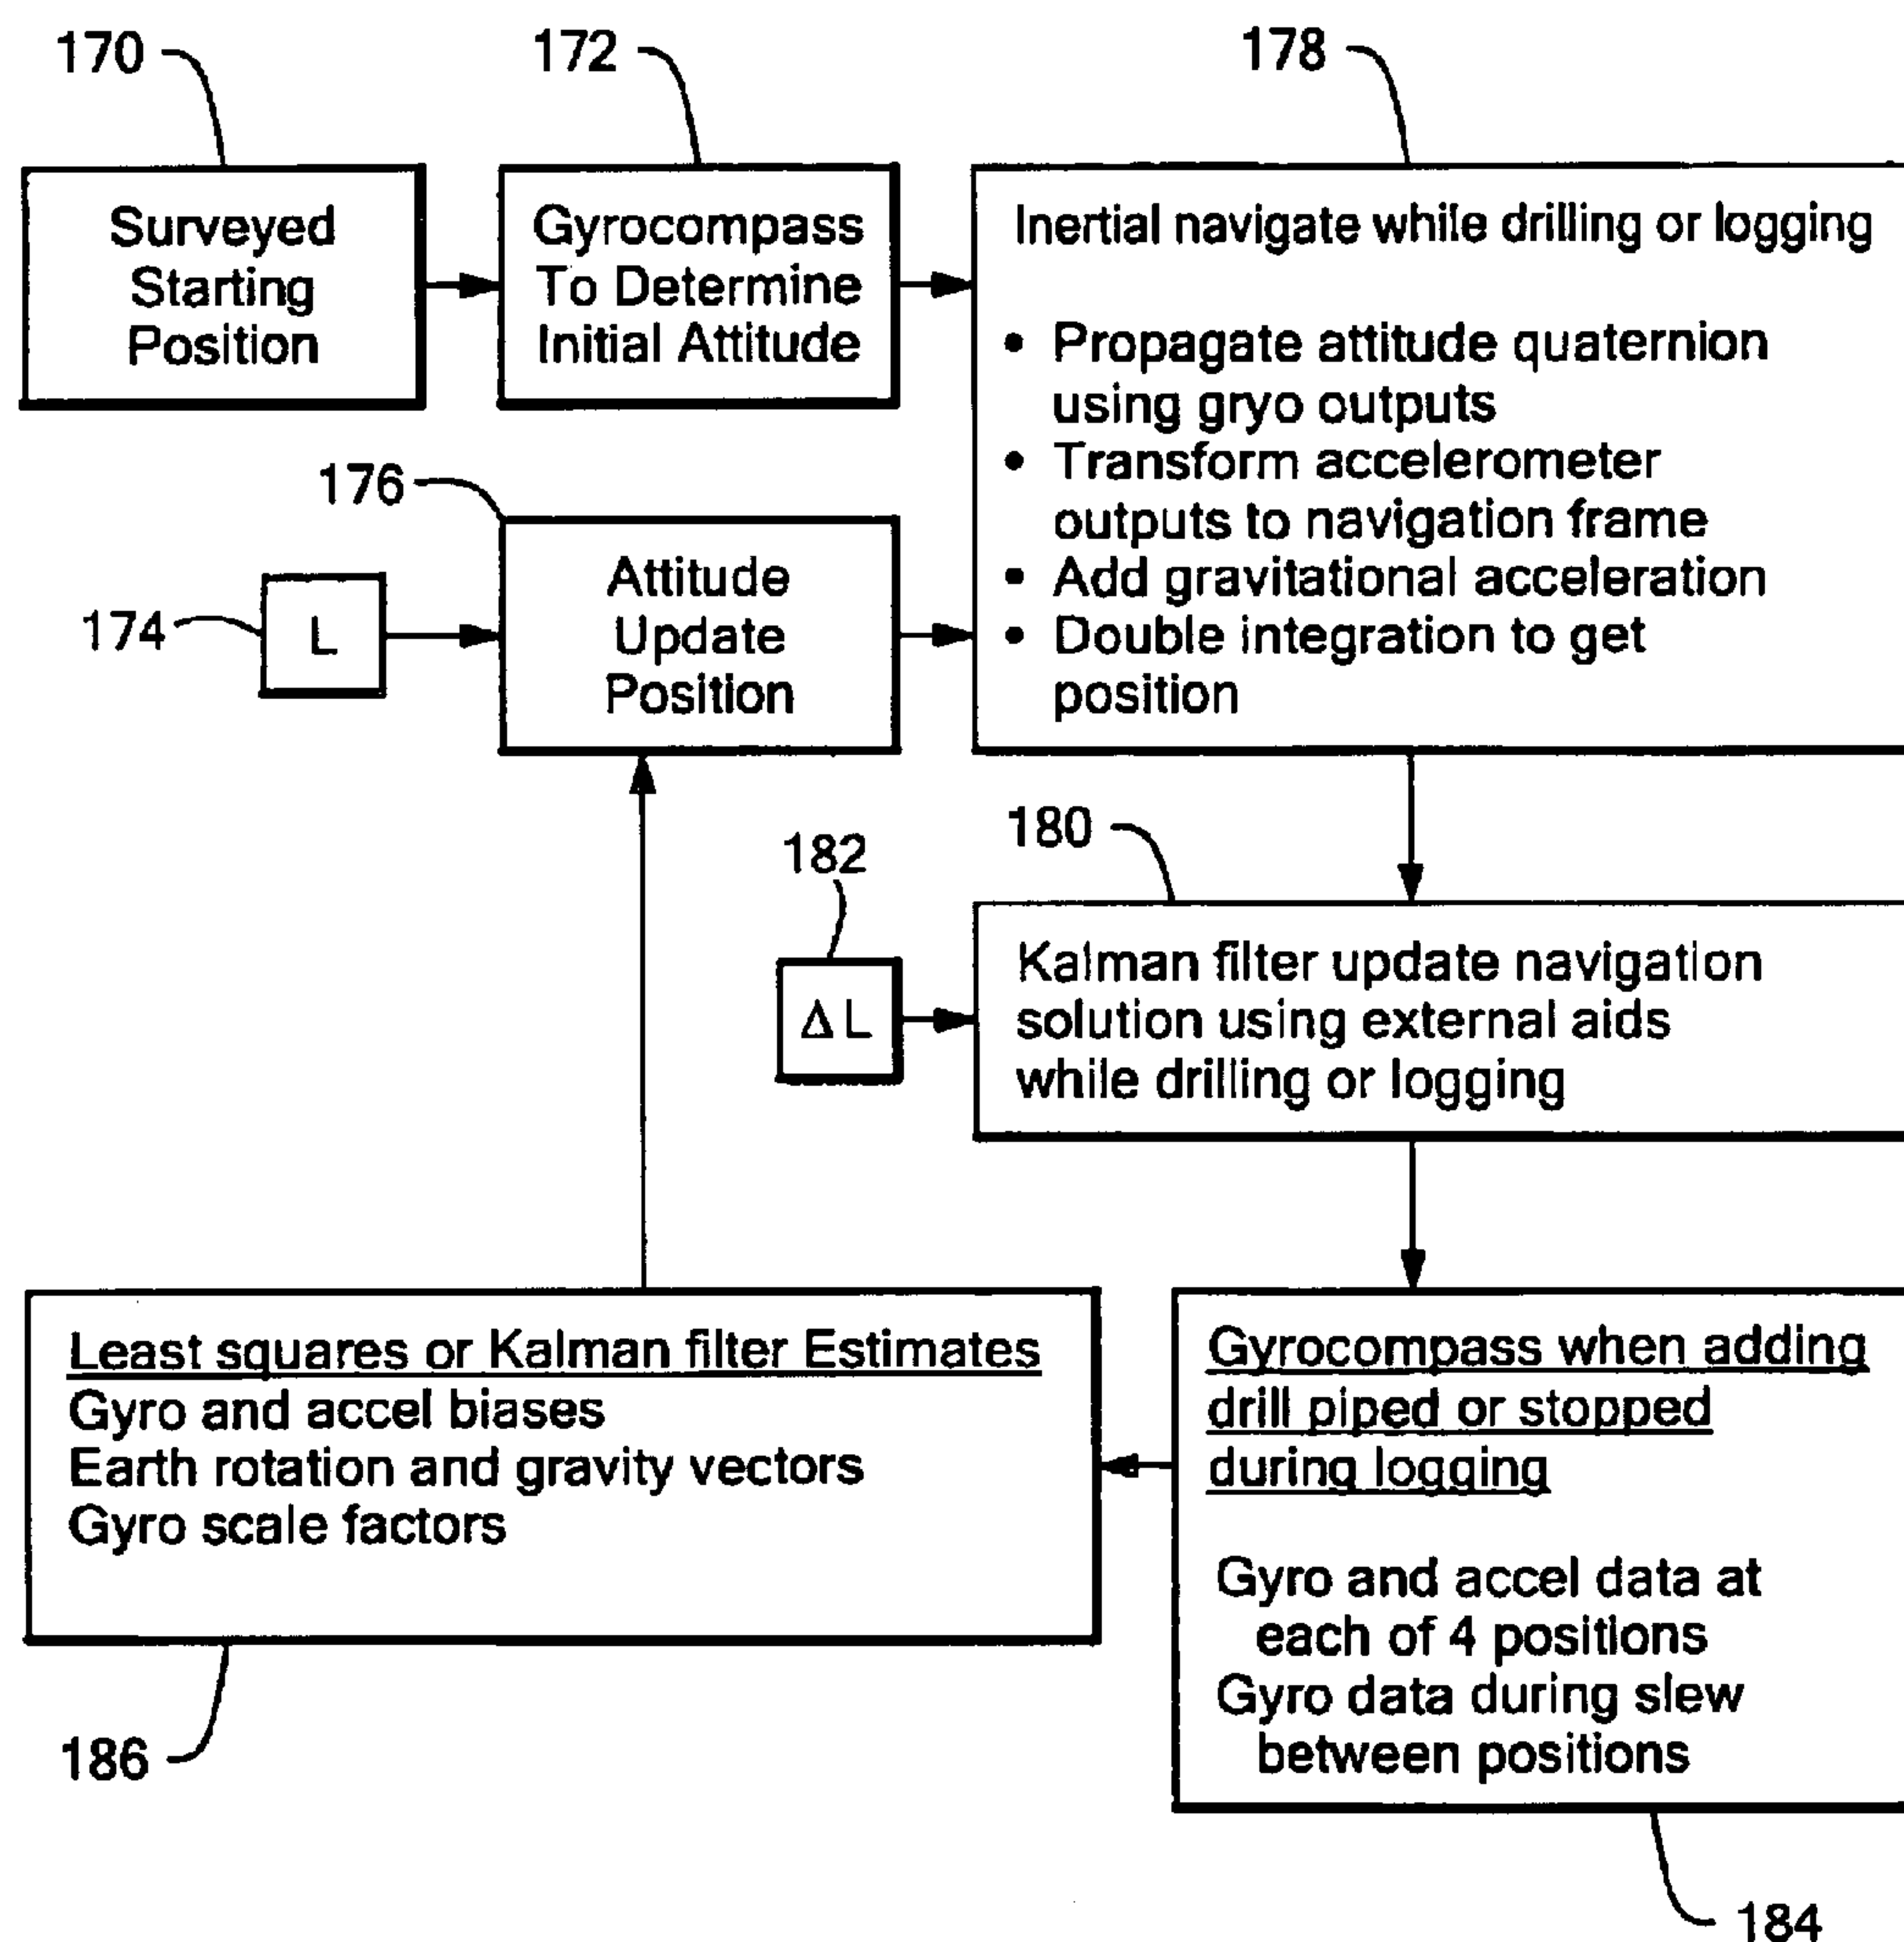 170
172
178
Surveyed
Starting
Position
Gyrocompass
To Determine
Initial Attitude
Inertial navigate while drilling or logging
• Propagate attitude quaternion
using gryo outputs
• Transform accelerometer
outputs to navigation frame
• Add gravitational acceleration
• Double integration to get
position
176
174
L
Attitude
Update
Position
180
182
Δ L
Kalman filter update navigation
solution using external aids
while drilling or logging
Least squares or Kalman filter Estimates
Gyro and accel biases
Earth rotation and gravity vectors
Gyro scale factors
Gyrocompass when adding
drill piped or stopped
during logging
Gyro and accel data at
each of 4 positions
Gyro data during slew
between positions
186
184